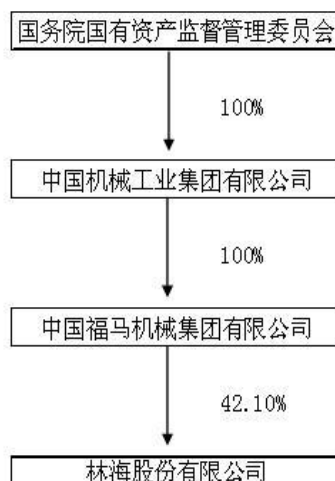 国务院国有资产监督管理委员会
100%
中国机械工业集团有限公司
100%
中国福马机械集团有限公司
42.10%
林海股份有限公司